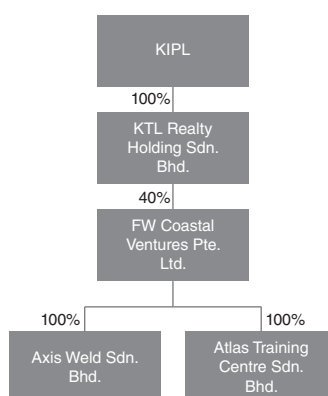 KIPL
100%
KTL Realty
Holding Sdn.
Bhd.
40%
FW Coastal
Ventures Pte.
Ltd.
100%
100%
Axis Weld Sdn.
Bhd.
Atlas Training
Centre Sdn.
Bhd.